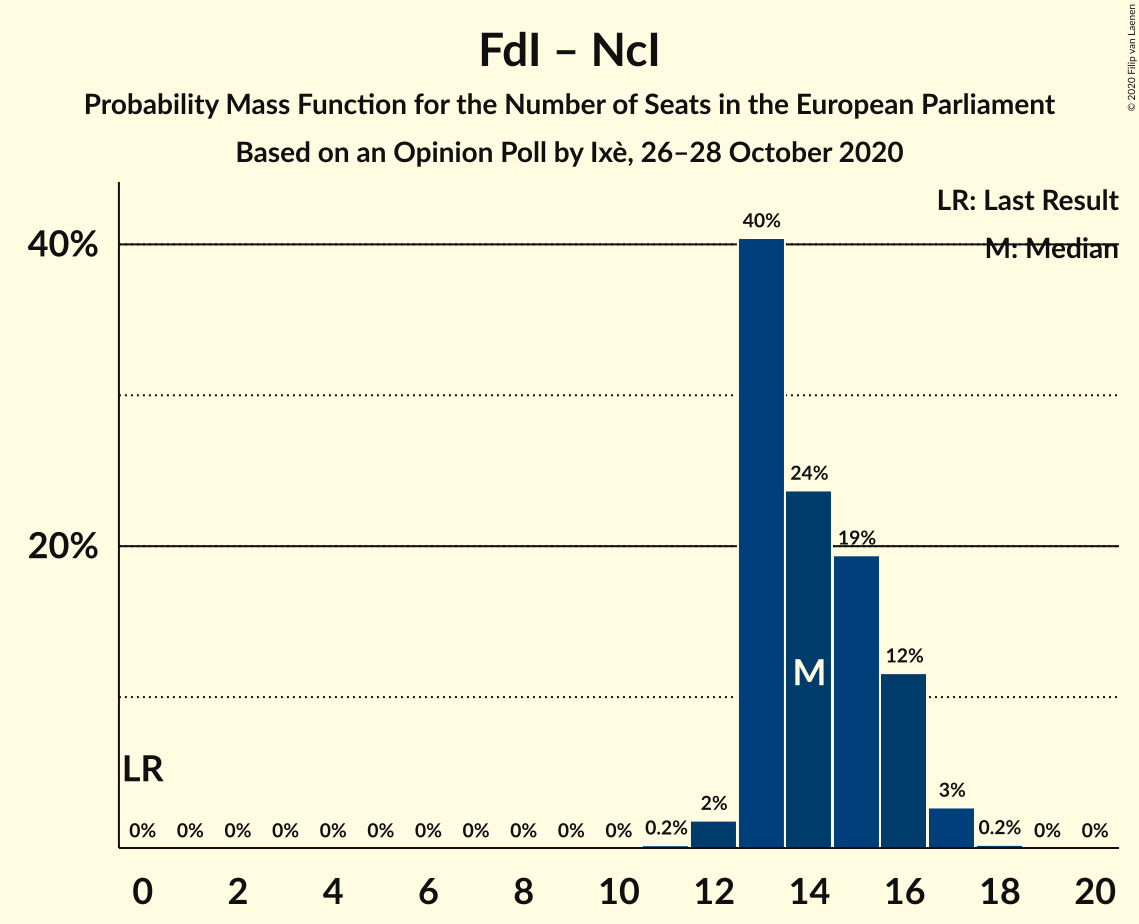 FdI – NcI
Probability Mass Function for the Number of Seats in the European Parliament
Based on an Opinion Poll by Ixè, 26–28 October 2020
© 2020 Filip van Laenen
LR: Last Result
M: Median
40%
20%
40%
24%
19%
12%
M
LR
0% 0% 0% 0% 0% 0% 0% 0% 0% 0% 0% 0.2% 2% 3% 0.2% 0% 0%
0 2 4 6 8 10 12 14 16 18 20